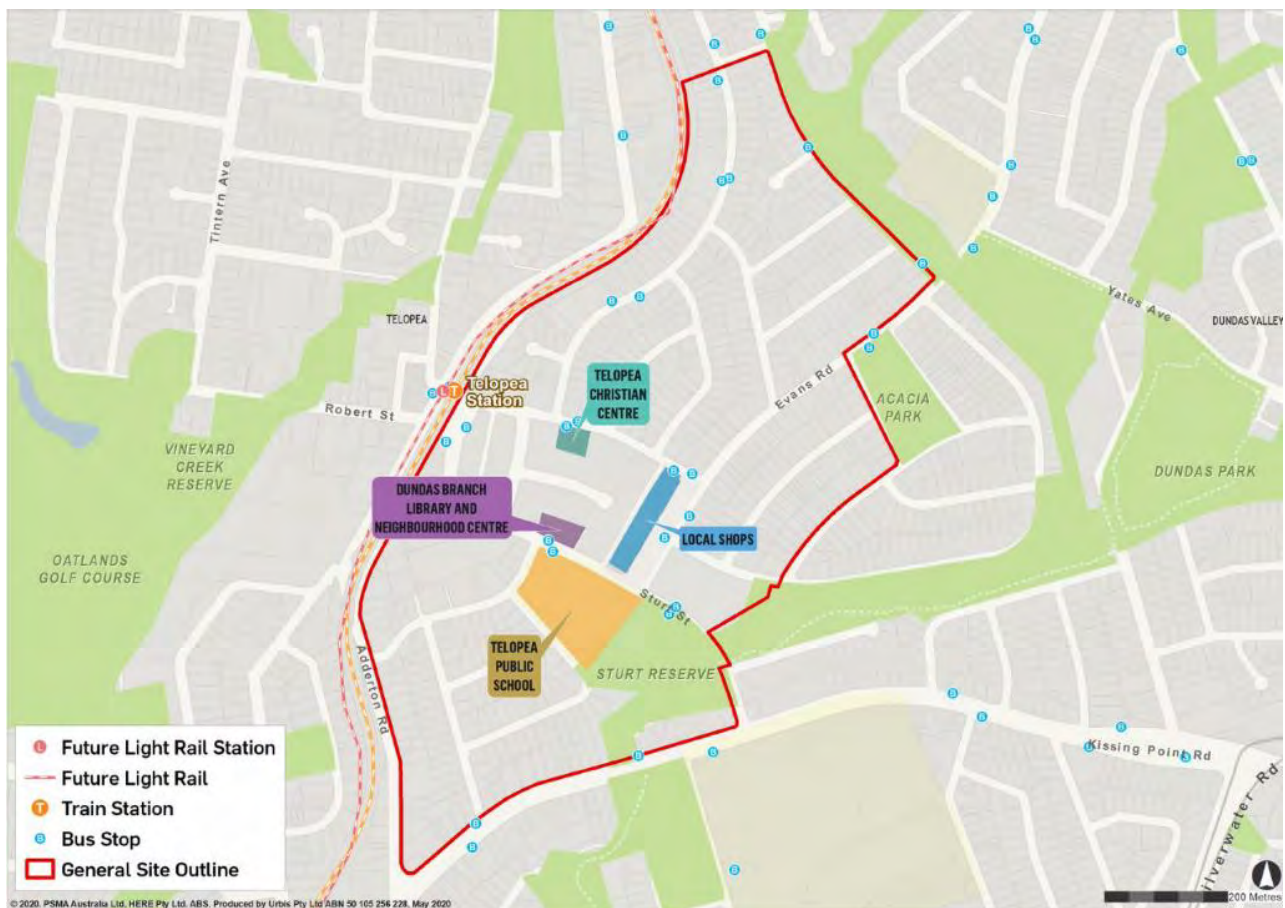 Tintern Ave
TELOPEA
Telopea
Station
Robert St
VINEYARD
CREEK
RESERVE
OATLANDS
GOLF COURSE
TELOPEA
CHRISTIAN
CENTRE
DUNDAS BRANCH
LIBRARY AND
NEIGHBOURHOOD CENTRE
LOCAL SHOPS
Evans Rd
ACACIA
PARK
Yates Ave
DUNDAS VALLEY
DUNDAS PARK
Sturt St
TELOPEA
PUBLIC
SCHOOL
STURT RESERVE
Adderton Rd
Kissing Point Rd
ilverwater Rd
L Future Light Rail Station
Future Light Rail
T Train Station
B Bus Stop
General Site Outline
200 Metres
© 2020. PSMA Australia Ltd, HERE Pty Ltd. ABS. Produced by Urbis Pty Ltd ABN 50 105 256 228, May 2020